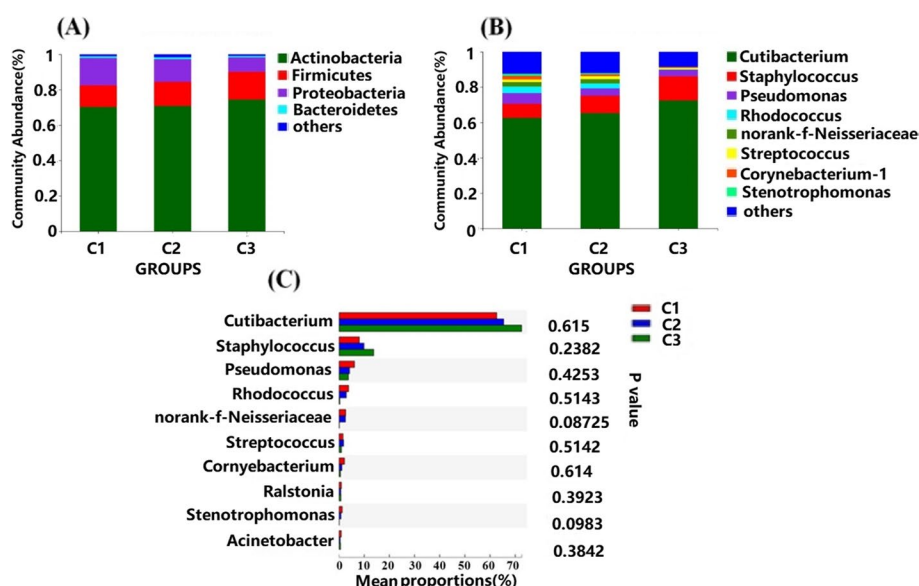 (A)
Community Abundance(%)
1
0.8
0.6
0.4
0.2
0
C1 C2 C3
GROUPS
Actinobacteria
Firmicutes
Proteobacteria
Bacteroidetes
others
(B)
Community Abundance(%)
1
0.8
0.6
0.4
0.2
0
C1 C2 C3
GROUPS
Cutibacterium
Staphylococcus
Pseudomonas
Rhodococcus
norank-f-Neisseriaceae
Streptococcus
Corynebacterium-1
Stenotrophomonas
others
(C)
Cutibacterium 0.615
Staphylococcus 0.2382
Pseudomonas 0.4253
Rhodococcus 0.5143
norank-f-Neisseriaceae 0.08725
Streptococcus 0.5142
Cornyebacterium 0.614
Ralstonia 0.3923
Stenotrophomonas 0.0983
Acinetobacter 0.3842
0 10 20 30 40 50 60 70
Mean proportions(%)
C1
C2
C3
P value